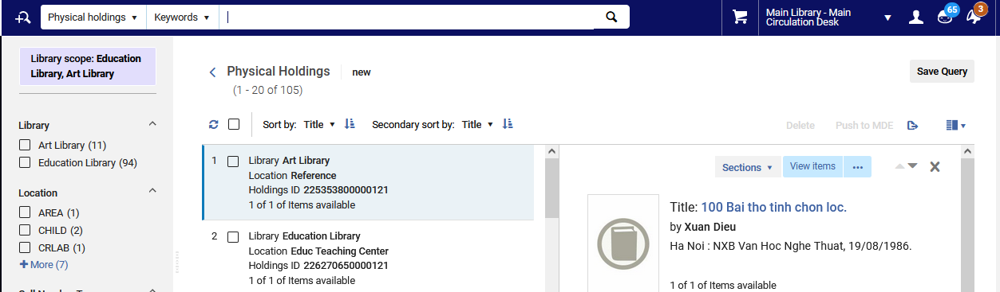 Physical holdings
Keywords
Main Library - Main
Circulation Desk
65
3
Library scope: Education
Library, Art Library
Library
Art Library (11)
Education Library (94)
Location
AREA (1)
CHILD (2)
CRLAB (1)
+ More (7)
Physical Holdings
new
(1 - 20 of 105)
Save Query
Sort by: Title
Secondary sort by: Title
Delete
Push to MDE
1
Library Art Library
Location Reference
Holdings ID 225353800000121
1 of 1 of Items available
2
Library Education Library
Location Educ Teaching Center
Holdings ID 226270650000121
1 of 1 of Items available
Sections
View items
...
Title: 100 Bai tho tinh chon loc.
by Xuan Dieu
Ha Noi : NXB Van Hoc Nghe Thuat, 19/08/1986.
1 of 1 of Items available